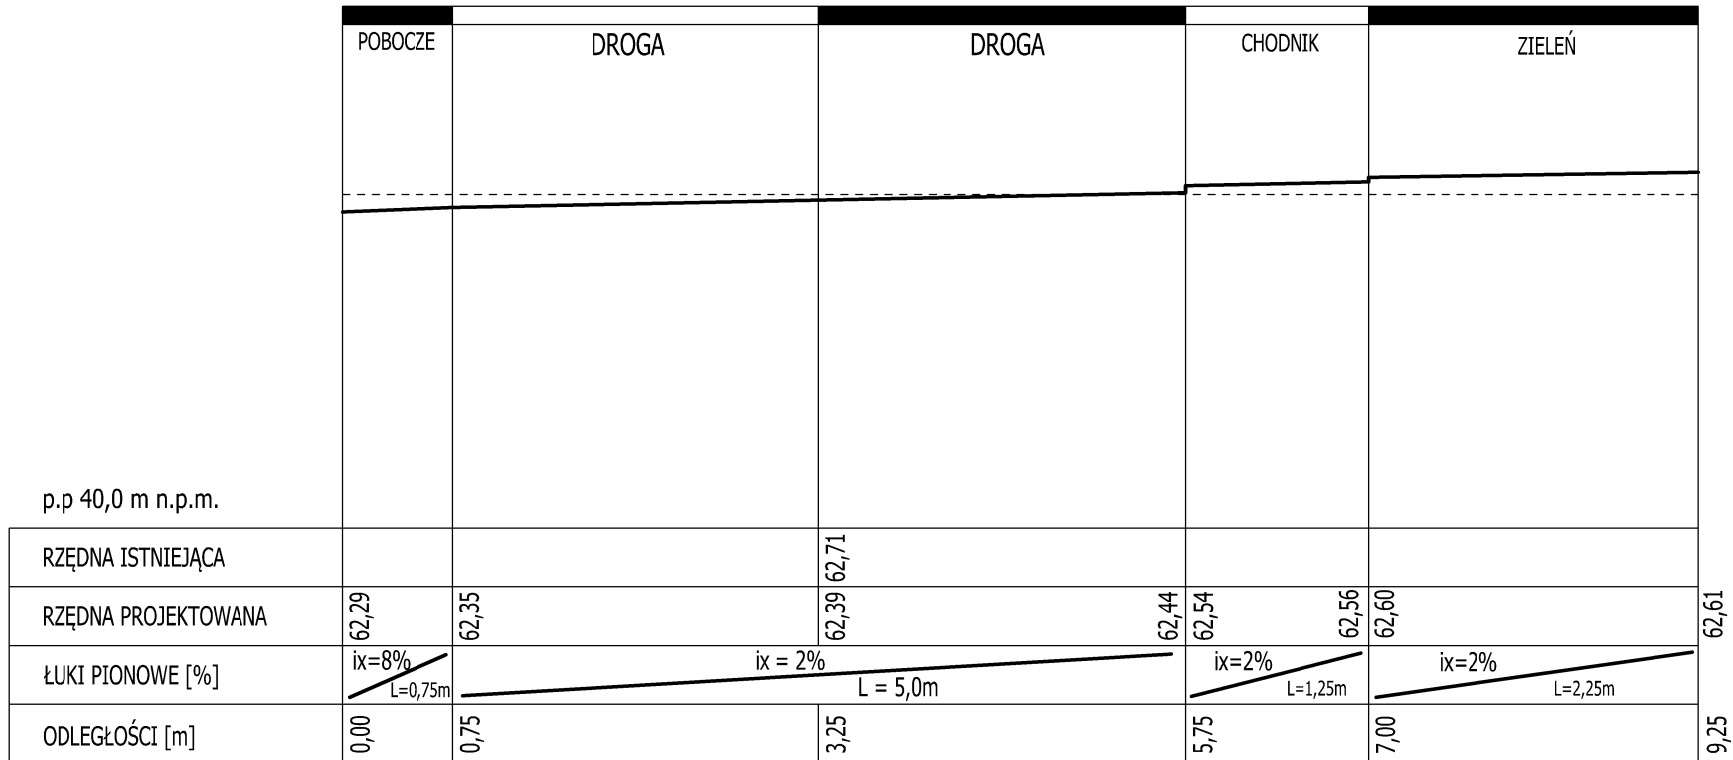 POBOCZE DROGA DROGA CHODNIK ZIELEŃ
p.p 40,0 m n.p.m.
RZĘDNA ISTNIEJĄCA 62,71
RZĘDNA PROJEKTOWANA 62,29 62,35 62,39 62,44 62,54 62,56 62,60 62,61
ŁUKI PIONOWE [%] ix=8% L=0,75m ix = 2% L = 5,0m ix=2% L=1,25m ix=2% L=2,25m
ODLEGŁOŚCI [m] 0,00 0,75 3,25 5,75 7,00 9,25